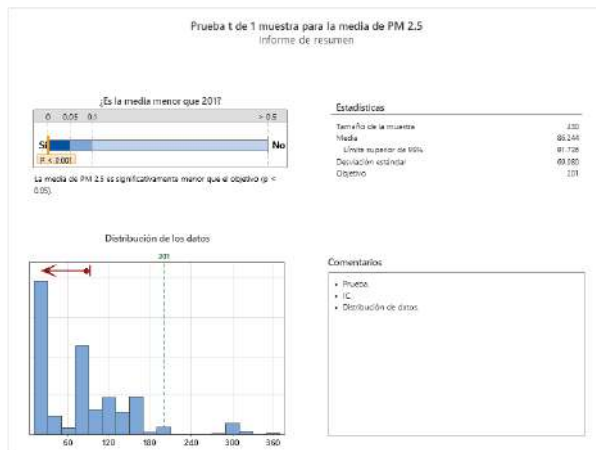 Prueba t de 1 muestra para la media de PM 2.5
Informe de resumen
¿Es la media menor que 201?
0 0.05 0.1 > 0.5
Sí No
P < 0.001
La media de PM 2.5 es significativamente menor que el objetivo (p <
0.05).
Estadísticas
Tamaño de la muestra
Media 86.244
Límite superior de 95%
Desviación estándar
Objetivo 201
Distribución de los datos
201
60 120 180 240 300 360
Comentarios
• Prueba.
• IC.
• Distribución de datos.